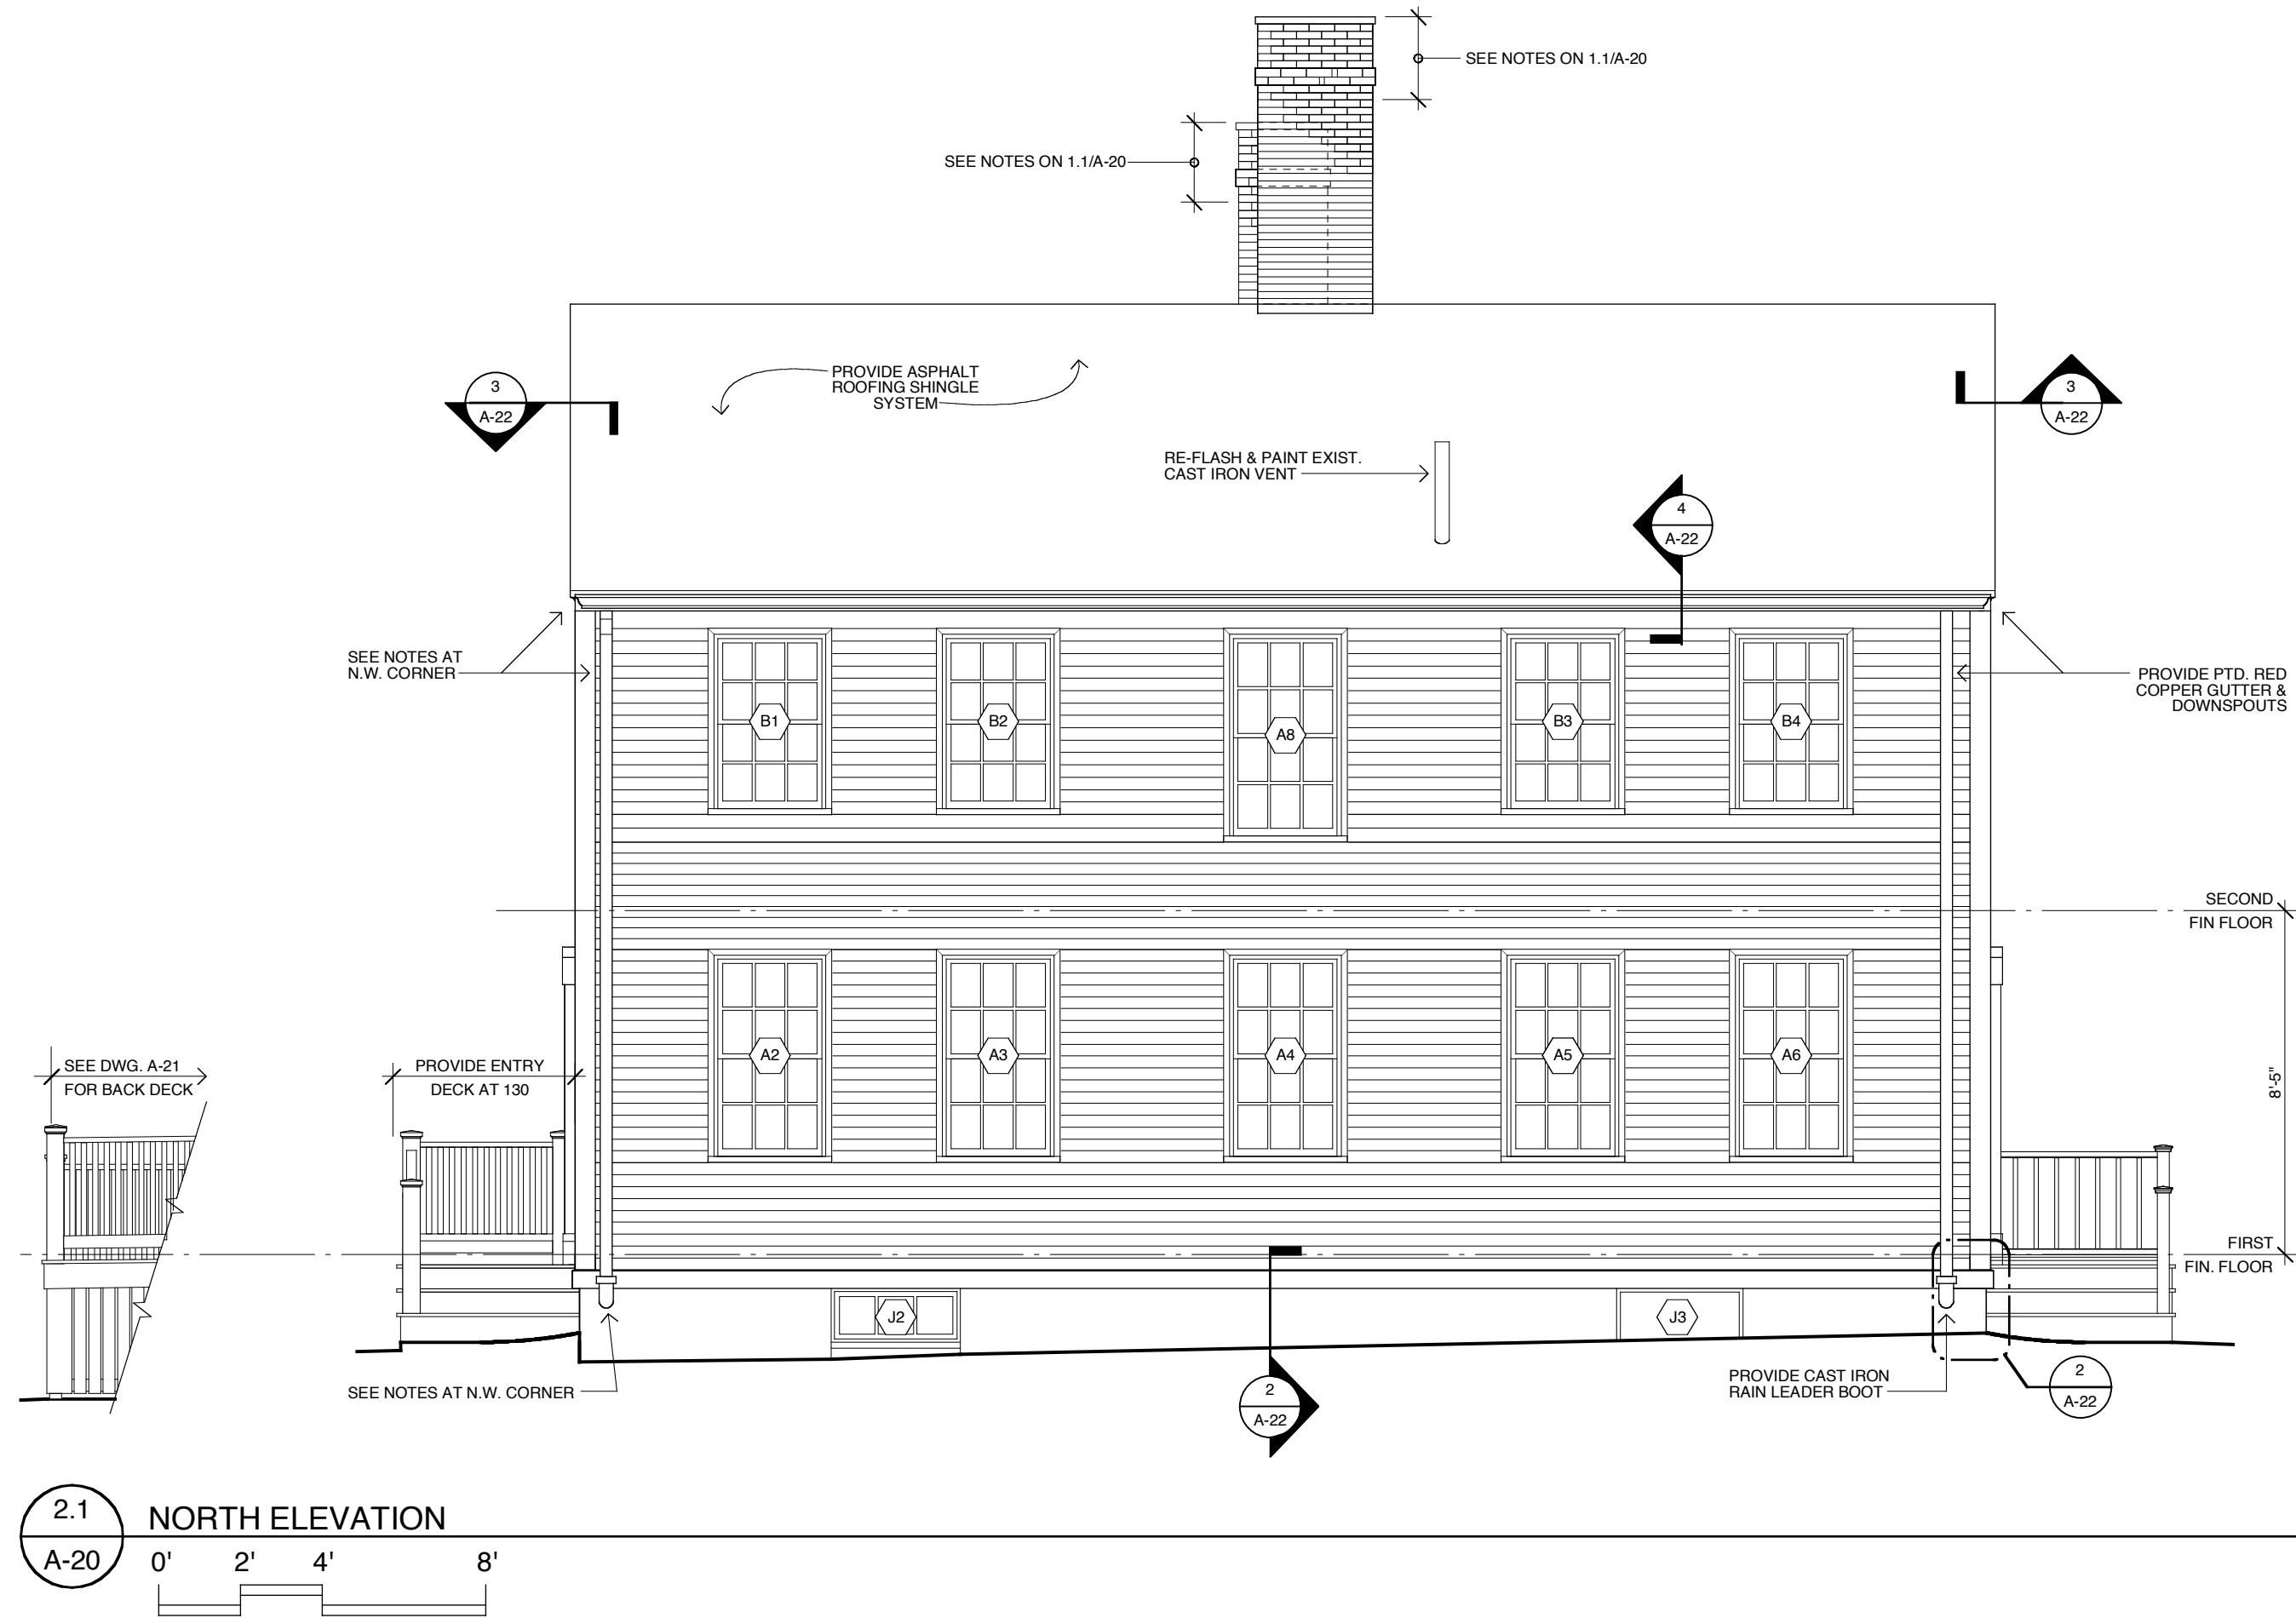 SEE NOTES ON 1.1/A-20
SEE NOTES ON 1.1/A-20
PROVIDE ASPHALT
ROOFING SHINGLE
SYSTEM
3
A-22
3
A-22
RE-FLASH & PAINT EXIST.
CAST IRON VENT
4
A-22
SEE NOTES AT
N.W. CORNER
PROVIDE PTD. RED
COPPER GUTTER &
DOWNSPOUTS
B1
B2
A8
B3
B4
SECOND
FIN FLOOR
A2
A3
A4
A5
A6
SEE DWG. A-21
FOR BACK DECK
PROVIDE ENTRY
DECK AT 130
8'-5"
FIRST
FIN. FLOOR
J2
J3
SEE NOTES AT N.W. CORNER
2
A-22
PROVIDE CAST IRON
RAIN LEADER BOOT
2
A-22
2.1
A-20
NORTH ELEVATION
0' 2' 4' 8'